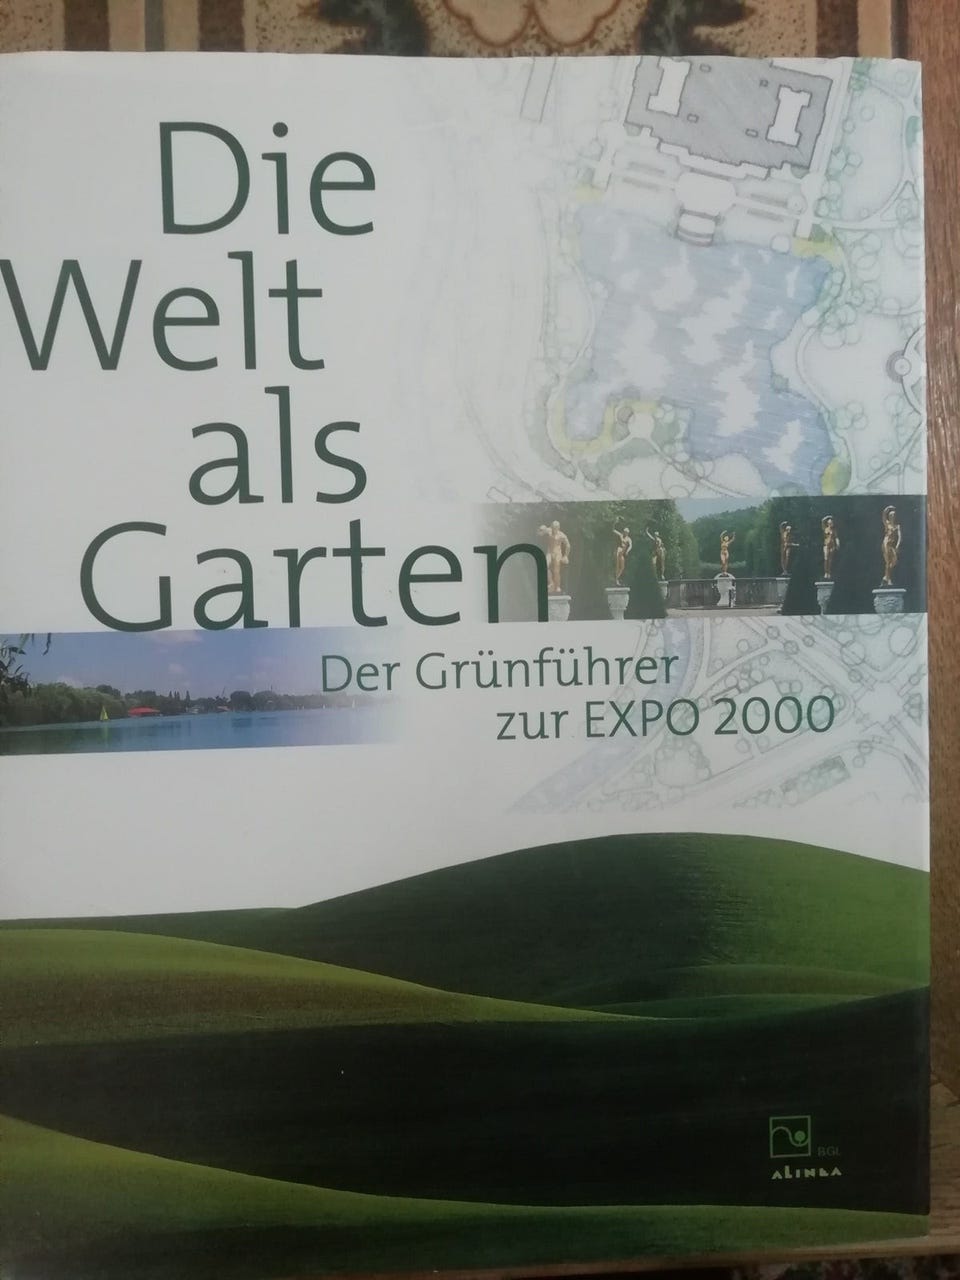 Die
Welt
als
Garten
Der Grünführer
zur EXPO 2000
BGL
ALINEA